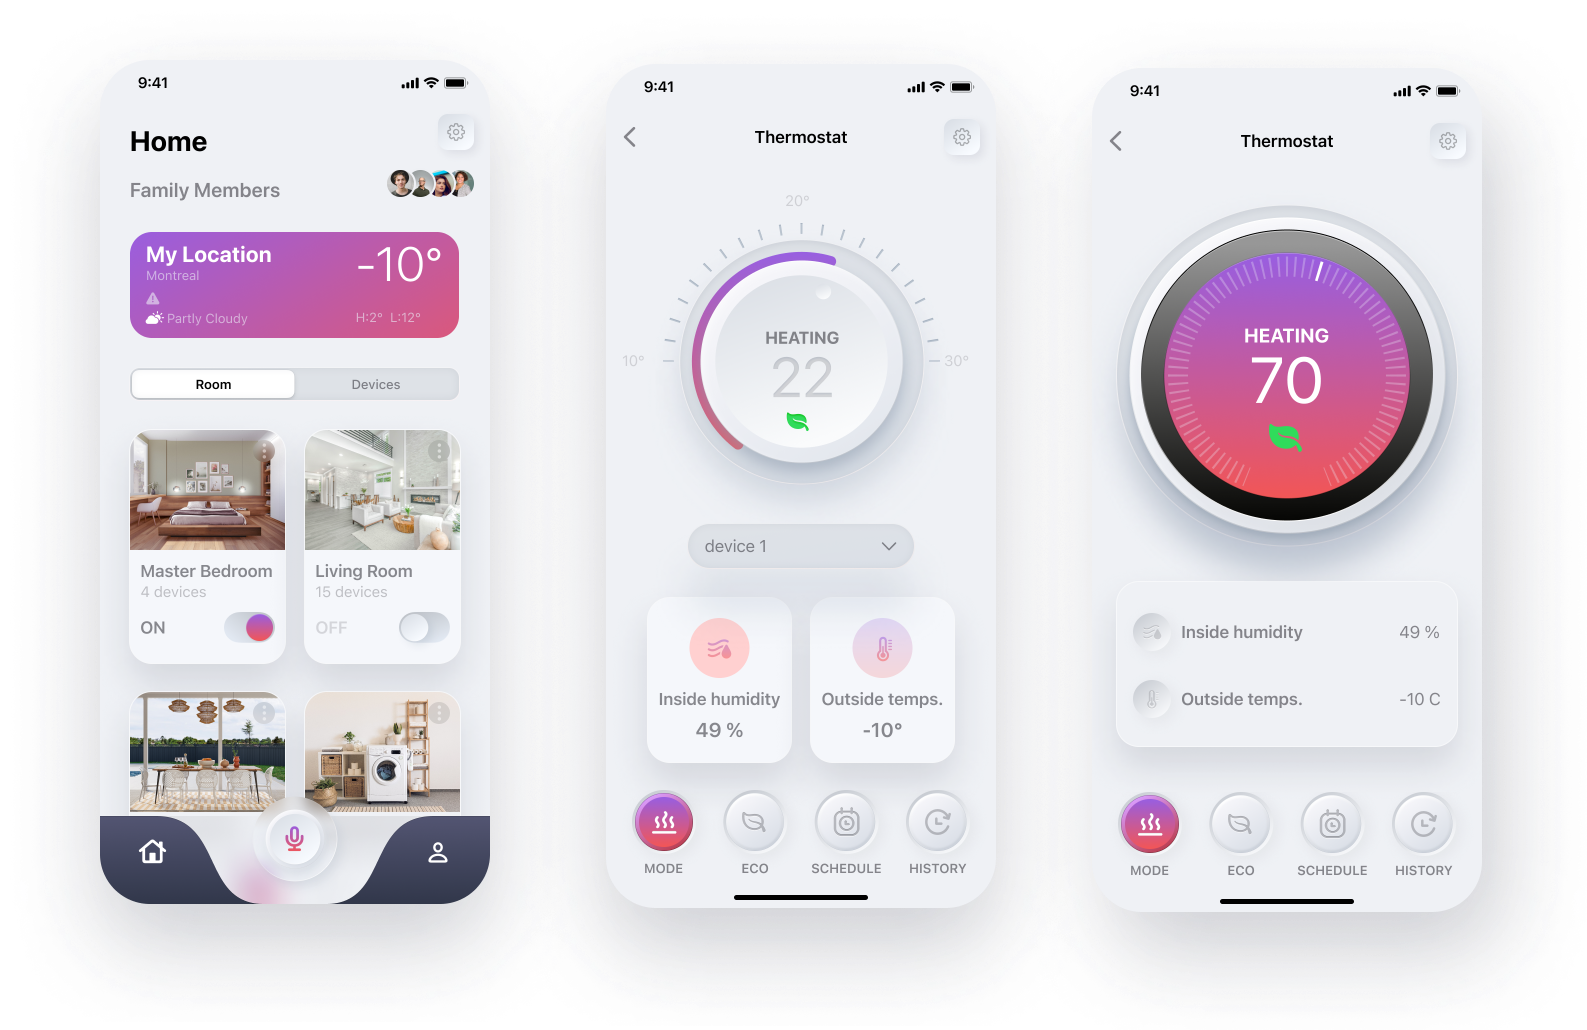 9:41
Home
Family Members
My Location
Montreal
-10°
Partly Cloudy
H:2° L:12°
Room
Devices
Master Bedroom
4 devices
ON
Living Room
15 devices
OFF
9:41
Thermostat
20°
10°
30°
HEATING
22
device 1
Inside humidity
49 %
Outside temps.
-10°
MODE
ECO
SCHEDULE
HISTORY
9:41
Thermostat
HEATING
70
Inside humidity
49 %
Outside temps.
-10 C
MODE
ECO
SCHEDULE
HISTORY